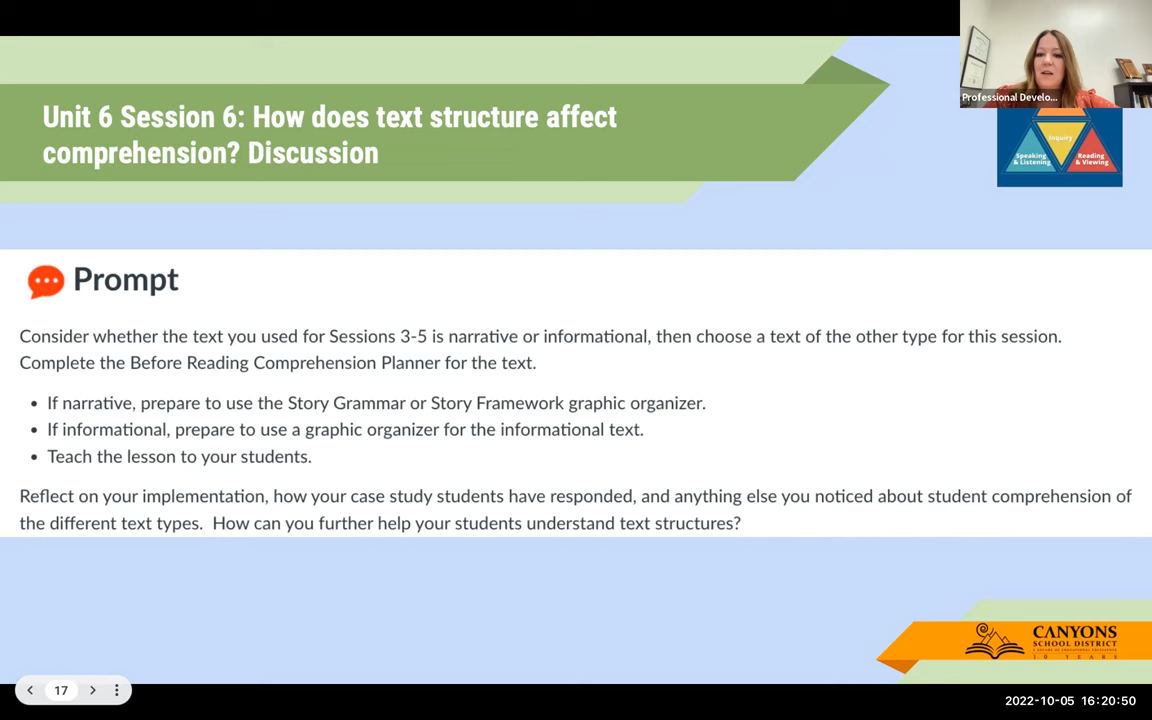 Professional Develo...
Unit 6 Session 6: How does text structure affect
comprehension? Discussion
Inquiry
Speaking
& Listening
Reading
& Viewing
Prompt
Consider whether the text you used for Sessions 3-5 is narrative or informational, then choose a text of the other type for this session.
Complete the Before Reading Comprehension Planner for the text.
• If narrative, prepare to use the Story Grammar or Story Framework graphic organizer.
• If informational, prepare to use a graphic organizer for the informational text.
• Teach the lesson to your students.
Reflect on your implementation, how your case study students have responded, and anything else you noticed about student comprehension of
the different text types. How can you further help your students understand text structures?
CANYONS
SCHOOL DISTRICT
10 YEARS
17
2022-10-05 16:20:50